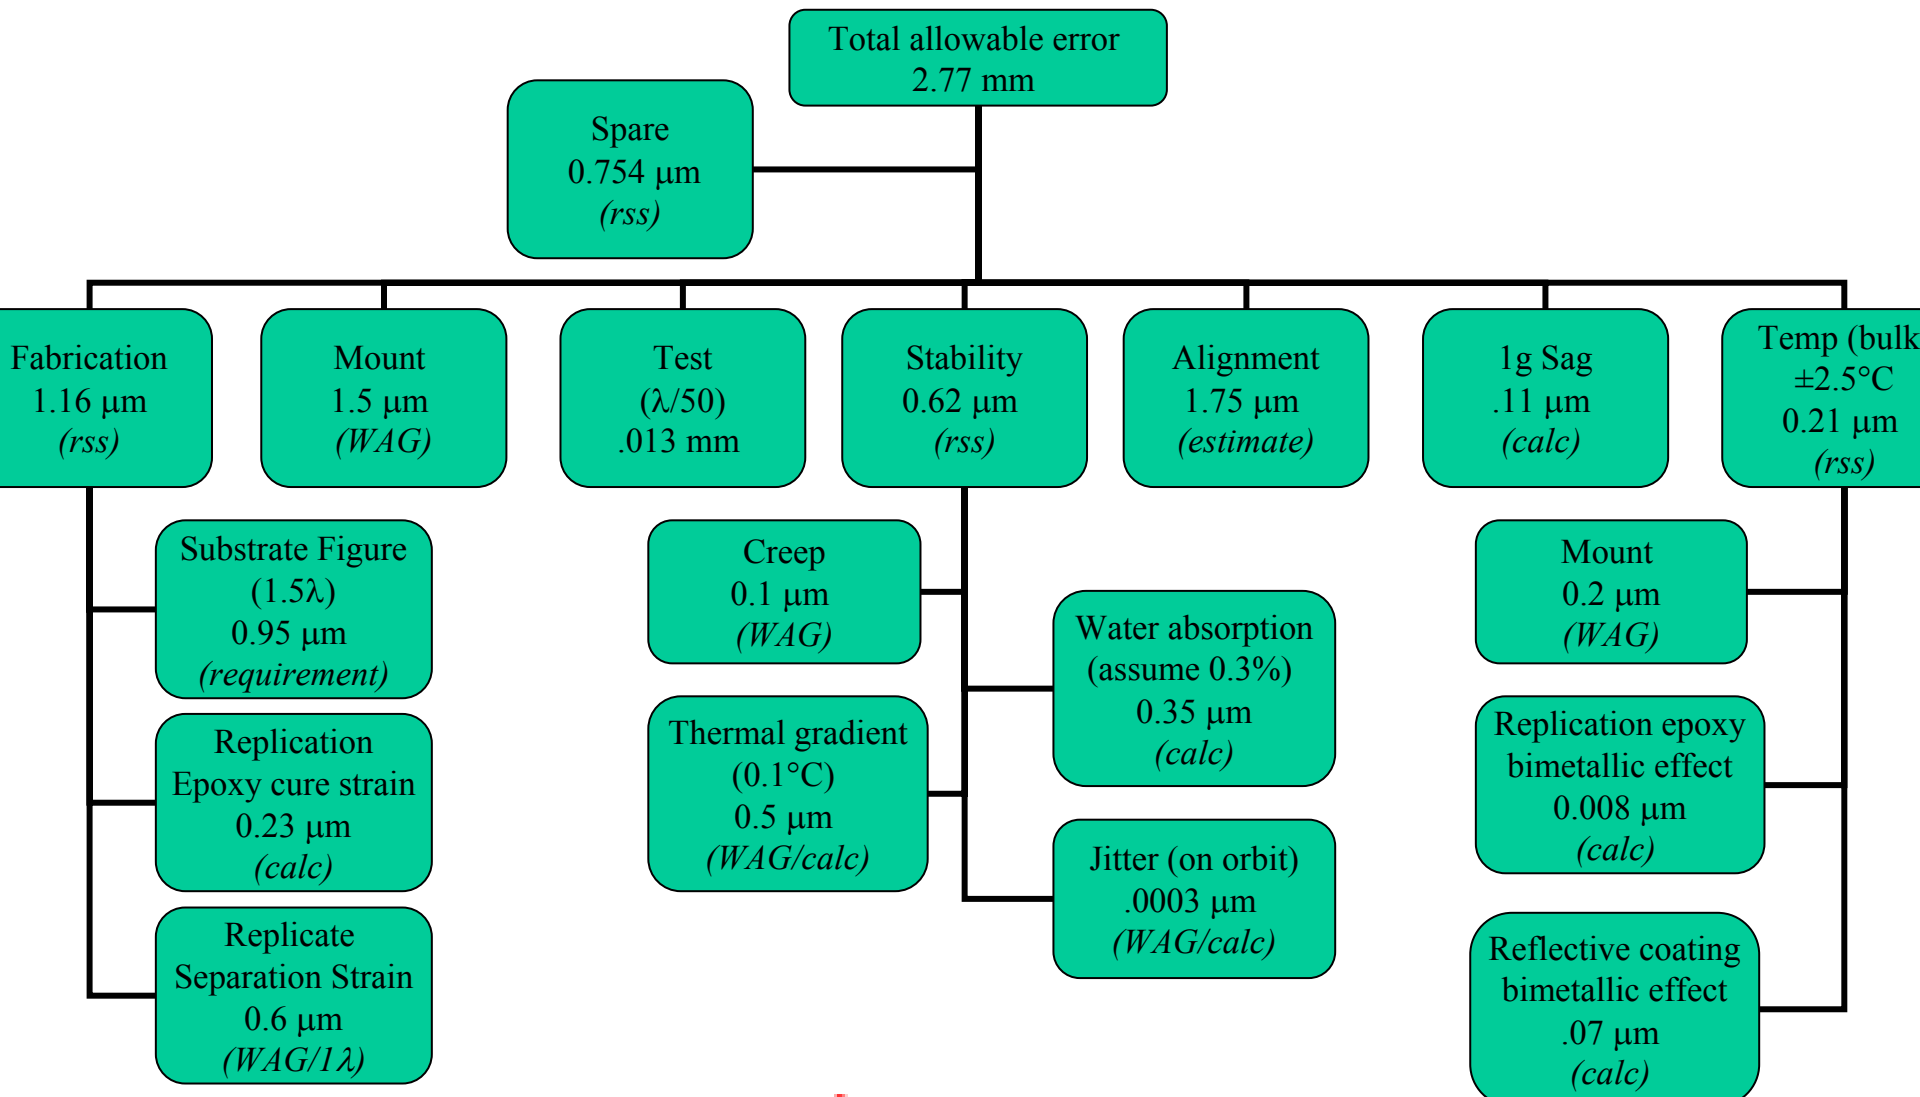 Total allowable error
2.77 mm
Spare
0.754 μm
(rss)
Fabrication
1.16 μm
(rss)
Mount
1.5 μm
(WAG)
Test
(λ/50)
.013 mm
Stability
0.62 μm
(rss)
Alignment
1.75 μm
(estimate)
1g Sag
.11 μm
(calc)
Temp (bulk
±2.5°C
0.21 μm
(rss)
Substrate Figure
(1.5λ)
0.95 μm
(requirement)
Replication
Epoxy cure strain
0.23 μm
(calc)
Replicate
Separation Strain
0.6 μm
(WAG/1λ)
Creep
0.1 μm
(WAG)
Thermal gradient
(0.1°C)
0.5 μm
(WAG/calc)
Water absorption
(assume 0.3%)
0.35 μm
(calc)
Jitter (on orbit)
.0003 μm
(WAG/calc)
Mount
0.2 μm
(WAG)
Replication epoxy
bimetallic effect
0.008 μm
(calc)
Reflective coating
bimetallic effect
.07 μm
(calc)